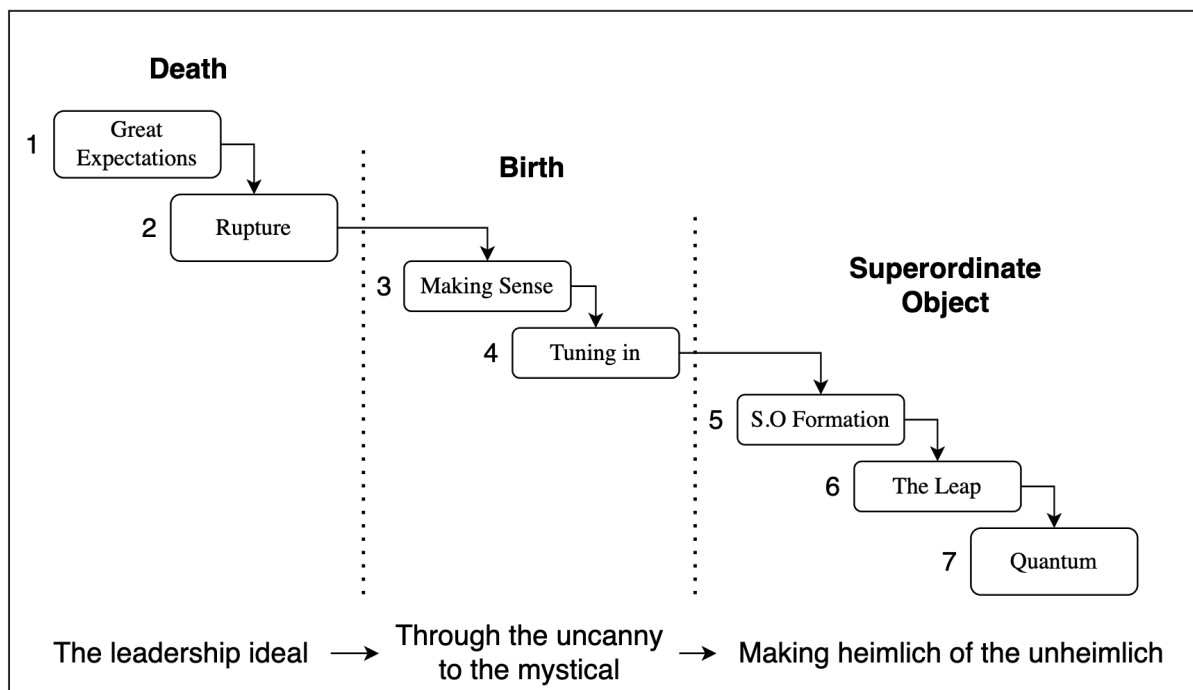 Death
1
Great
Expectations
2
Rupture
Birth
3
Making Sense
4
Tuning in
Superordinate
Object
5
S.O Formation
6
The Leap
7
Quantum
The leadership ideal
Through the uncanny
to the mystical
Making heimlich of the unheimlich